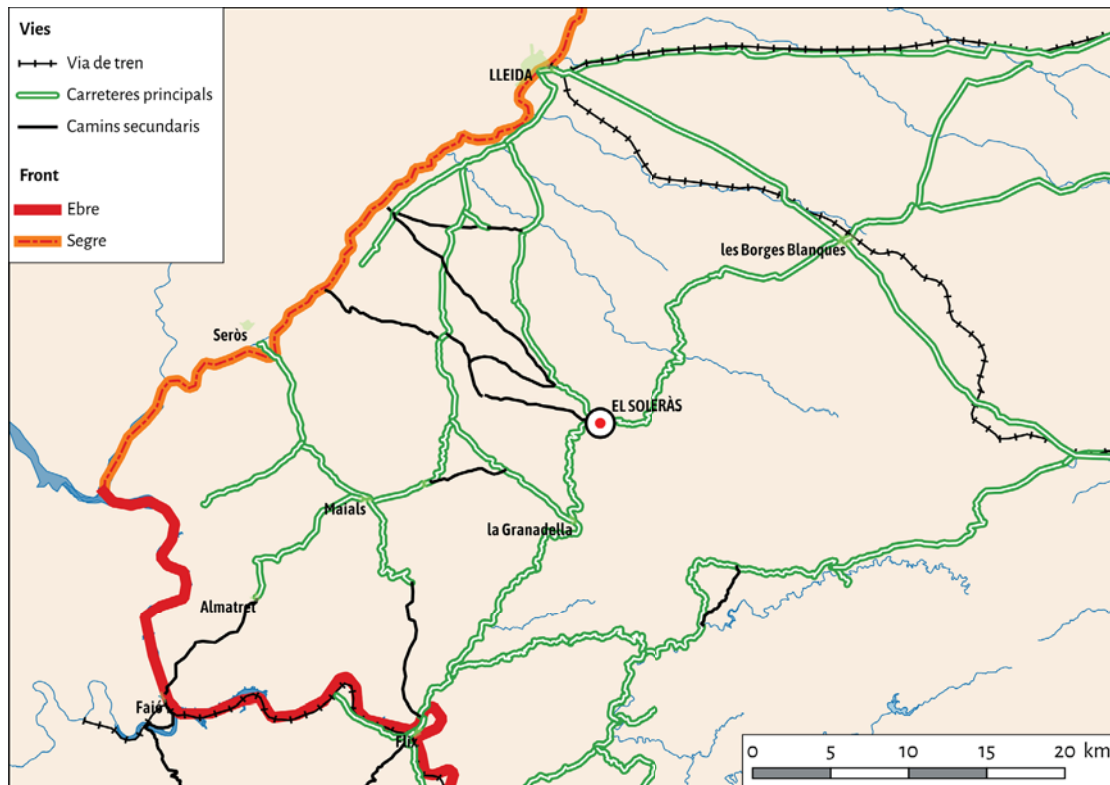 Vies
Via de tren
Carreteres principals
Camins secundaris
Front
Ebre
Segre
LLEIDA
les Borges Blanques
Seròs
EL SOLERÀS
Maials
la Granadella
Almatret
Faió
Flix
0 5 10 15 20 km